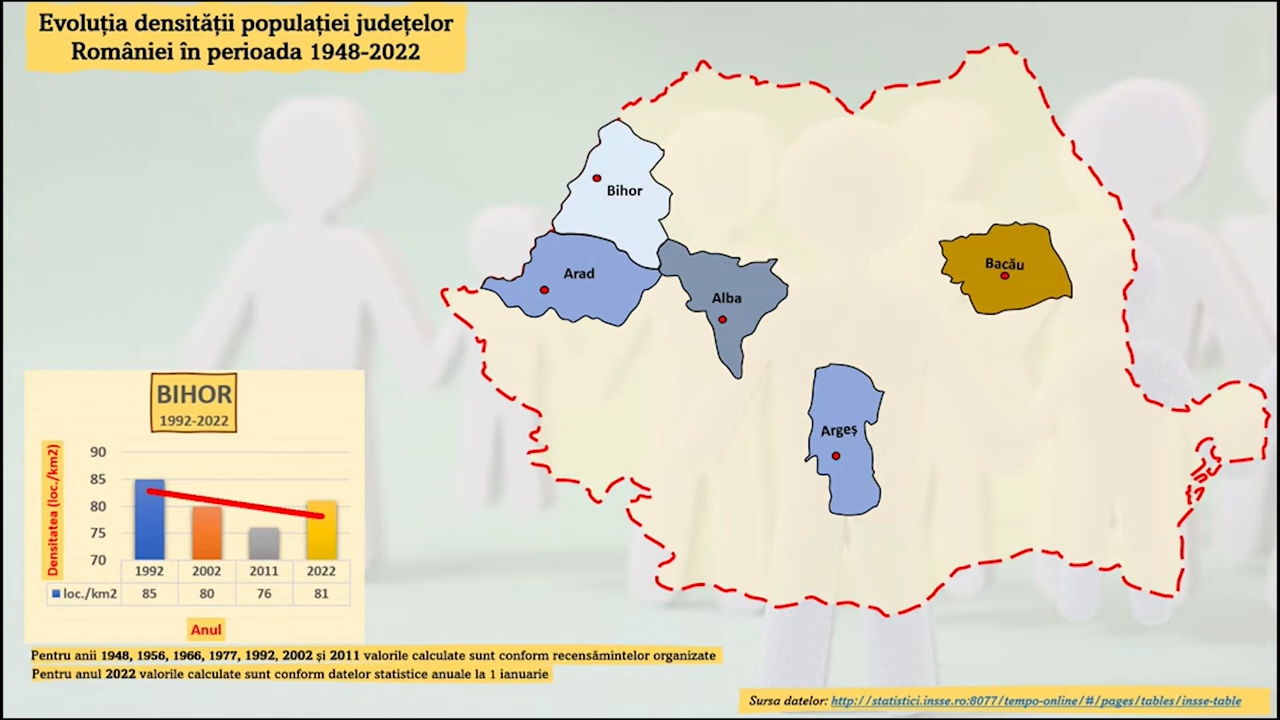 Evoluția densității populației județelor
României în perioada 1948-2022
Bihor
Arad
Alba
Bacău
Argeș
BIHOR
1992-2022
Densitatea (loc./km2)
90
85
80
75
70
1992 2002 2011 2022
loc./km2 85 80 76 81
Anul
Pentru anii 1948, 1956, 1966, 1977, 1992, 2002 și 2011 valorile calculate sunt conform recensămintelor organizate
Pentru anul 2022 valorile calculate sunt conform datelor statistice anuale la 1 ianuarie
Sursa datelor: http://statistici.insse.ro:8077/tempo-online/#/pages/tables/insse-table